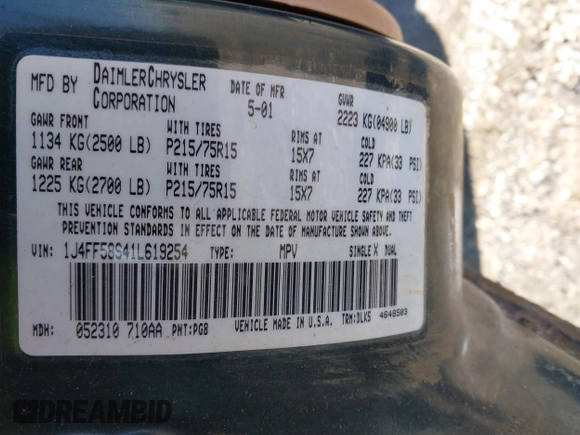 MFD BY DAIMLERCHRYSLER CORPORATION DATE OF MFR 5-01 GVWR 2223 KG(04900 LB)
GAWR FRONT WITH TIRES RIMS AT COLD
1134 KG(2500 LB) P215/75R15 15X7 227 KPA(33 PSI)
GAWR REAR WITH TIRES RIMS AT COLD
1225 KG(2700 LB) P215/75R15 15X7 227 KPA(33 PSI)
THIS VEHICLE CONFORMS TO ALL APPLICABLE FEDERAL MOTOR VEHICLE SAFETY AND THEFT
PREVENTION STANDARDS IN EFFECT ON THE DATE OF MANUFACTURE SHOWN ABOVE.
VIN: 1J4FF58S41L619254 TYPE: MPV SINGLE X DUAL
MDH: 052310 710AA PNT:PG8 VEHICLE MADE IN U.S.A. TRM:DLK5 4648503
DREAMBID